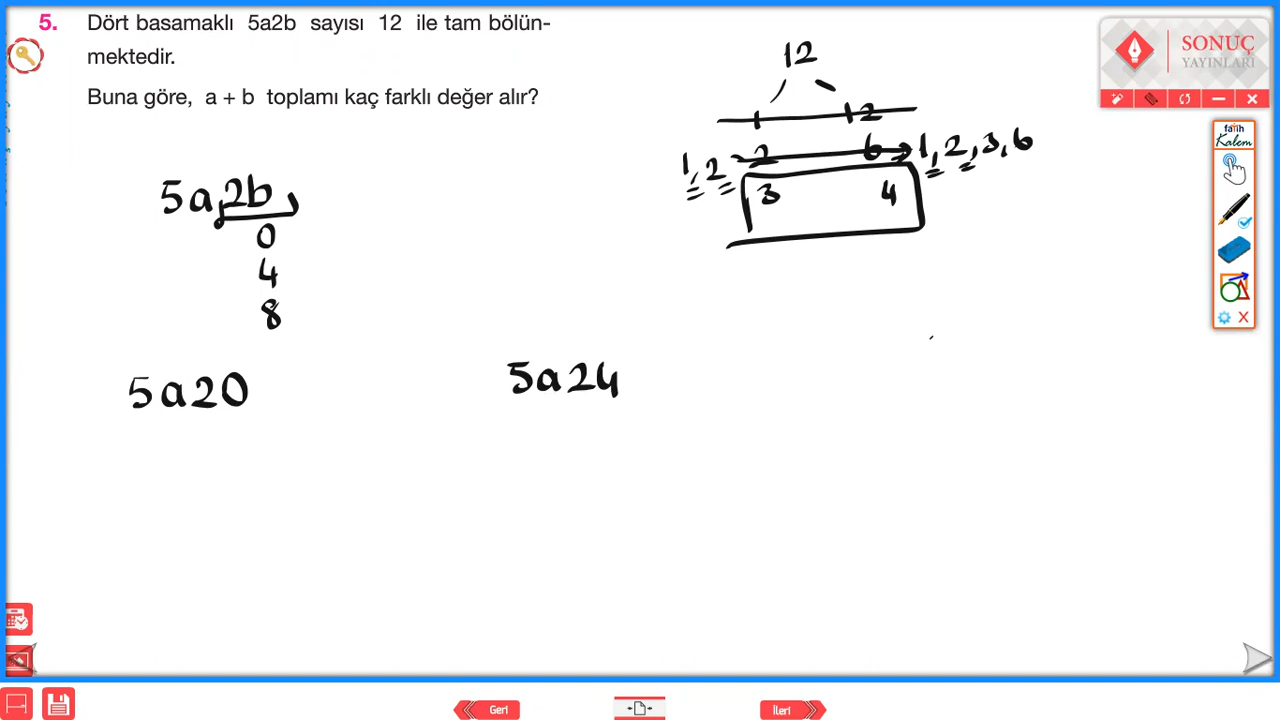 5. Dört basamaklı 5a2b sayısı 12 ile tam bölün-
mektedir.
Buna göre, a + b toplamı kaç farklı değer alır?
12
1 12
1, 2 2 6 → 1, 2, 3, 6
3 4
5a2b
0
4
8
5a20 5a24
SONUÇ
YAYINLARI
fatih
Kalem
Geri
İleri